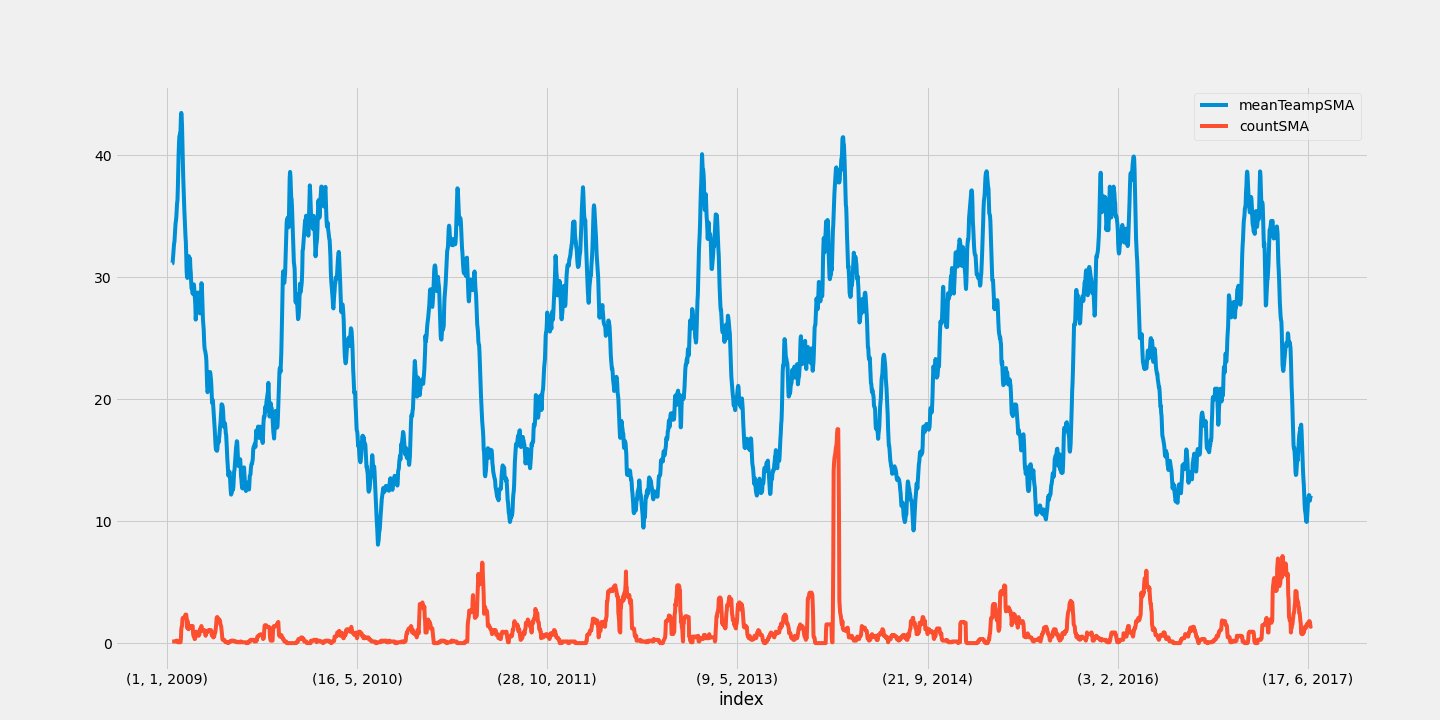 meanTeampSMA
countSMA
40
30
20
10
0
(1, 1, 2009) (16, 5, 2010) (28, 10, 2011) (9, 5, 2013) (21, 9, 2014) (3, 2, 2016) (17, 6, 2017)
index